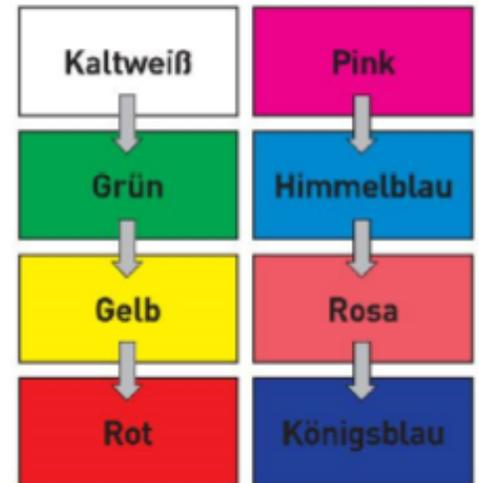 Kaltweiß
Grün
Gelb
Rot
Pink
Himmelblau
Rosa
Königsblau